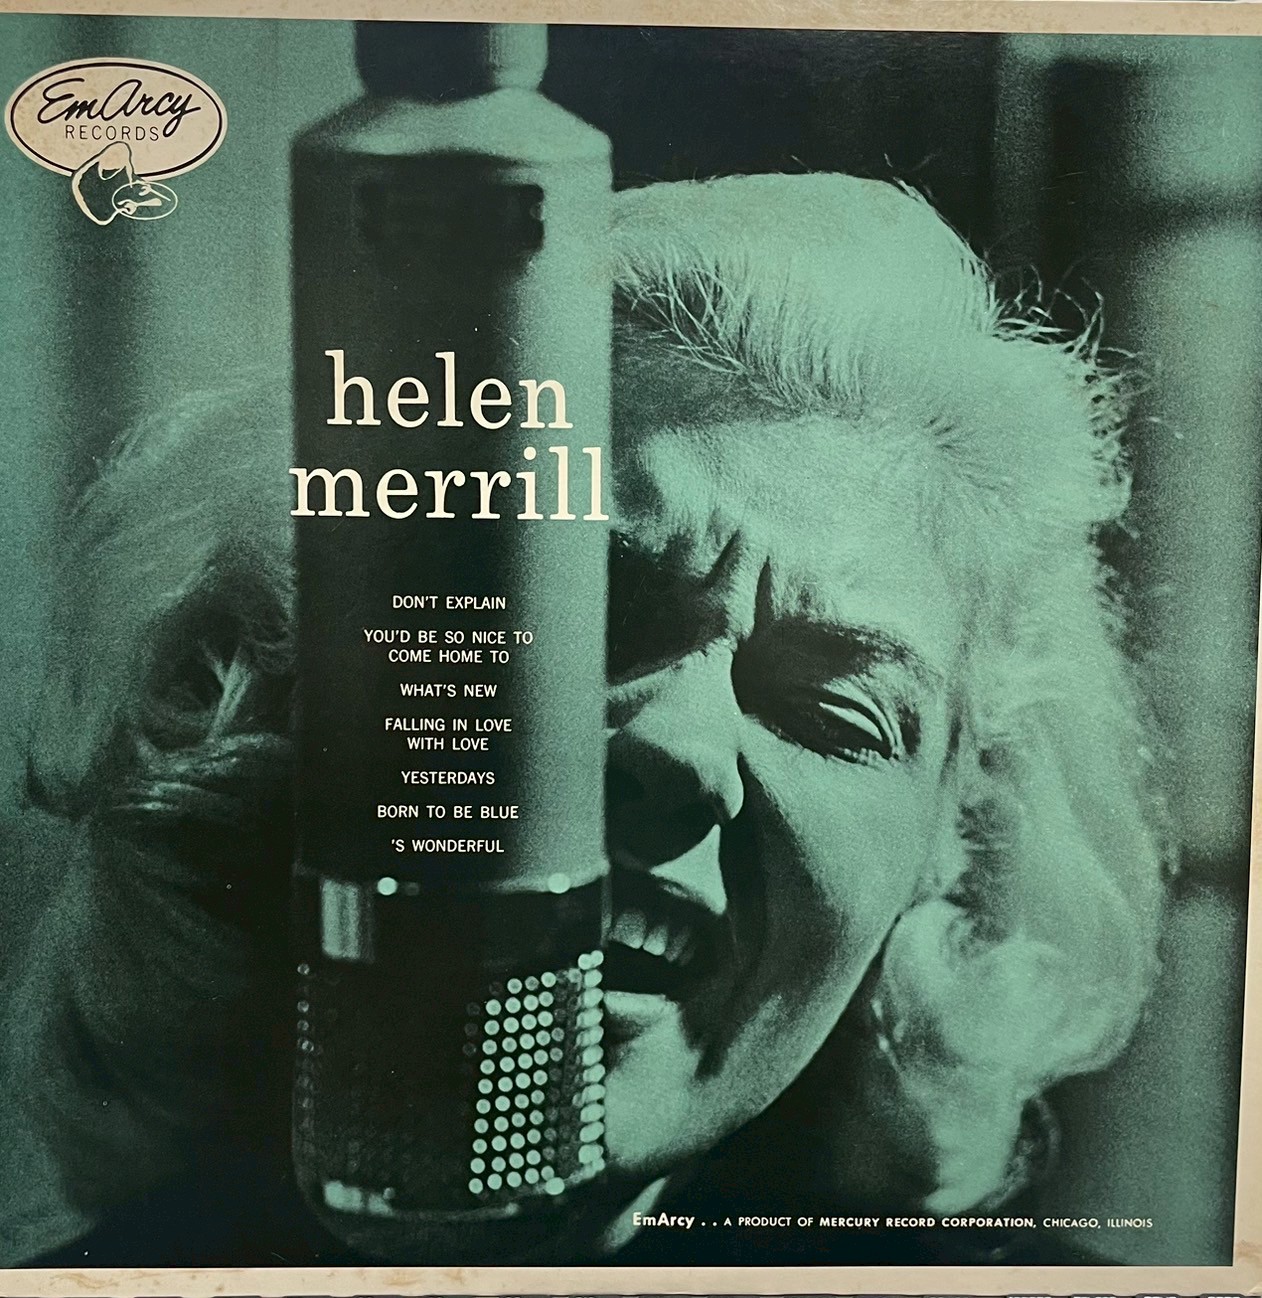 EmArcy
RECORDS
helen
merrill
DON'T EXPLAIN
YOU'D BE SO NICE TO
COME HOME TO
WHAT'S NEW
FALLING IN LOVE
WITH LOVE
YESTERDAYS
BORN TO BE BLUE
'S WONDERFUL
EmArcy . . A PRODUCT OF MERCURY RECORD CORPORATION, CHICAGO, ILLINOIS